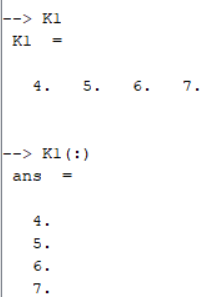 --> K1
K1  =
4.   5.   6.   7.
--> K1(:)
ans  =
4.
5.
6.
7.